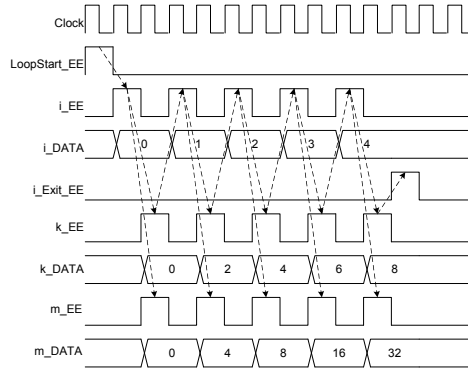 Clock
LoopStart_EE
i_EE
i_DATA 0 1 2 3 4
i_Exit_EE
k_EE
k_DATA 0 2 4 6 8
m_EE
m_DATA 0 4 8 16 32